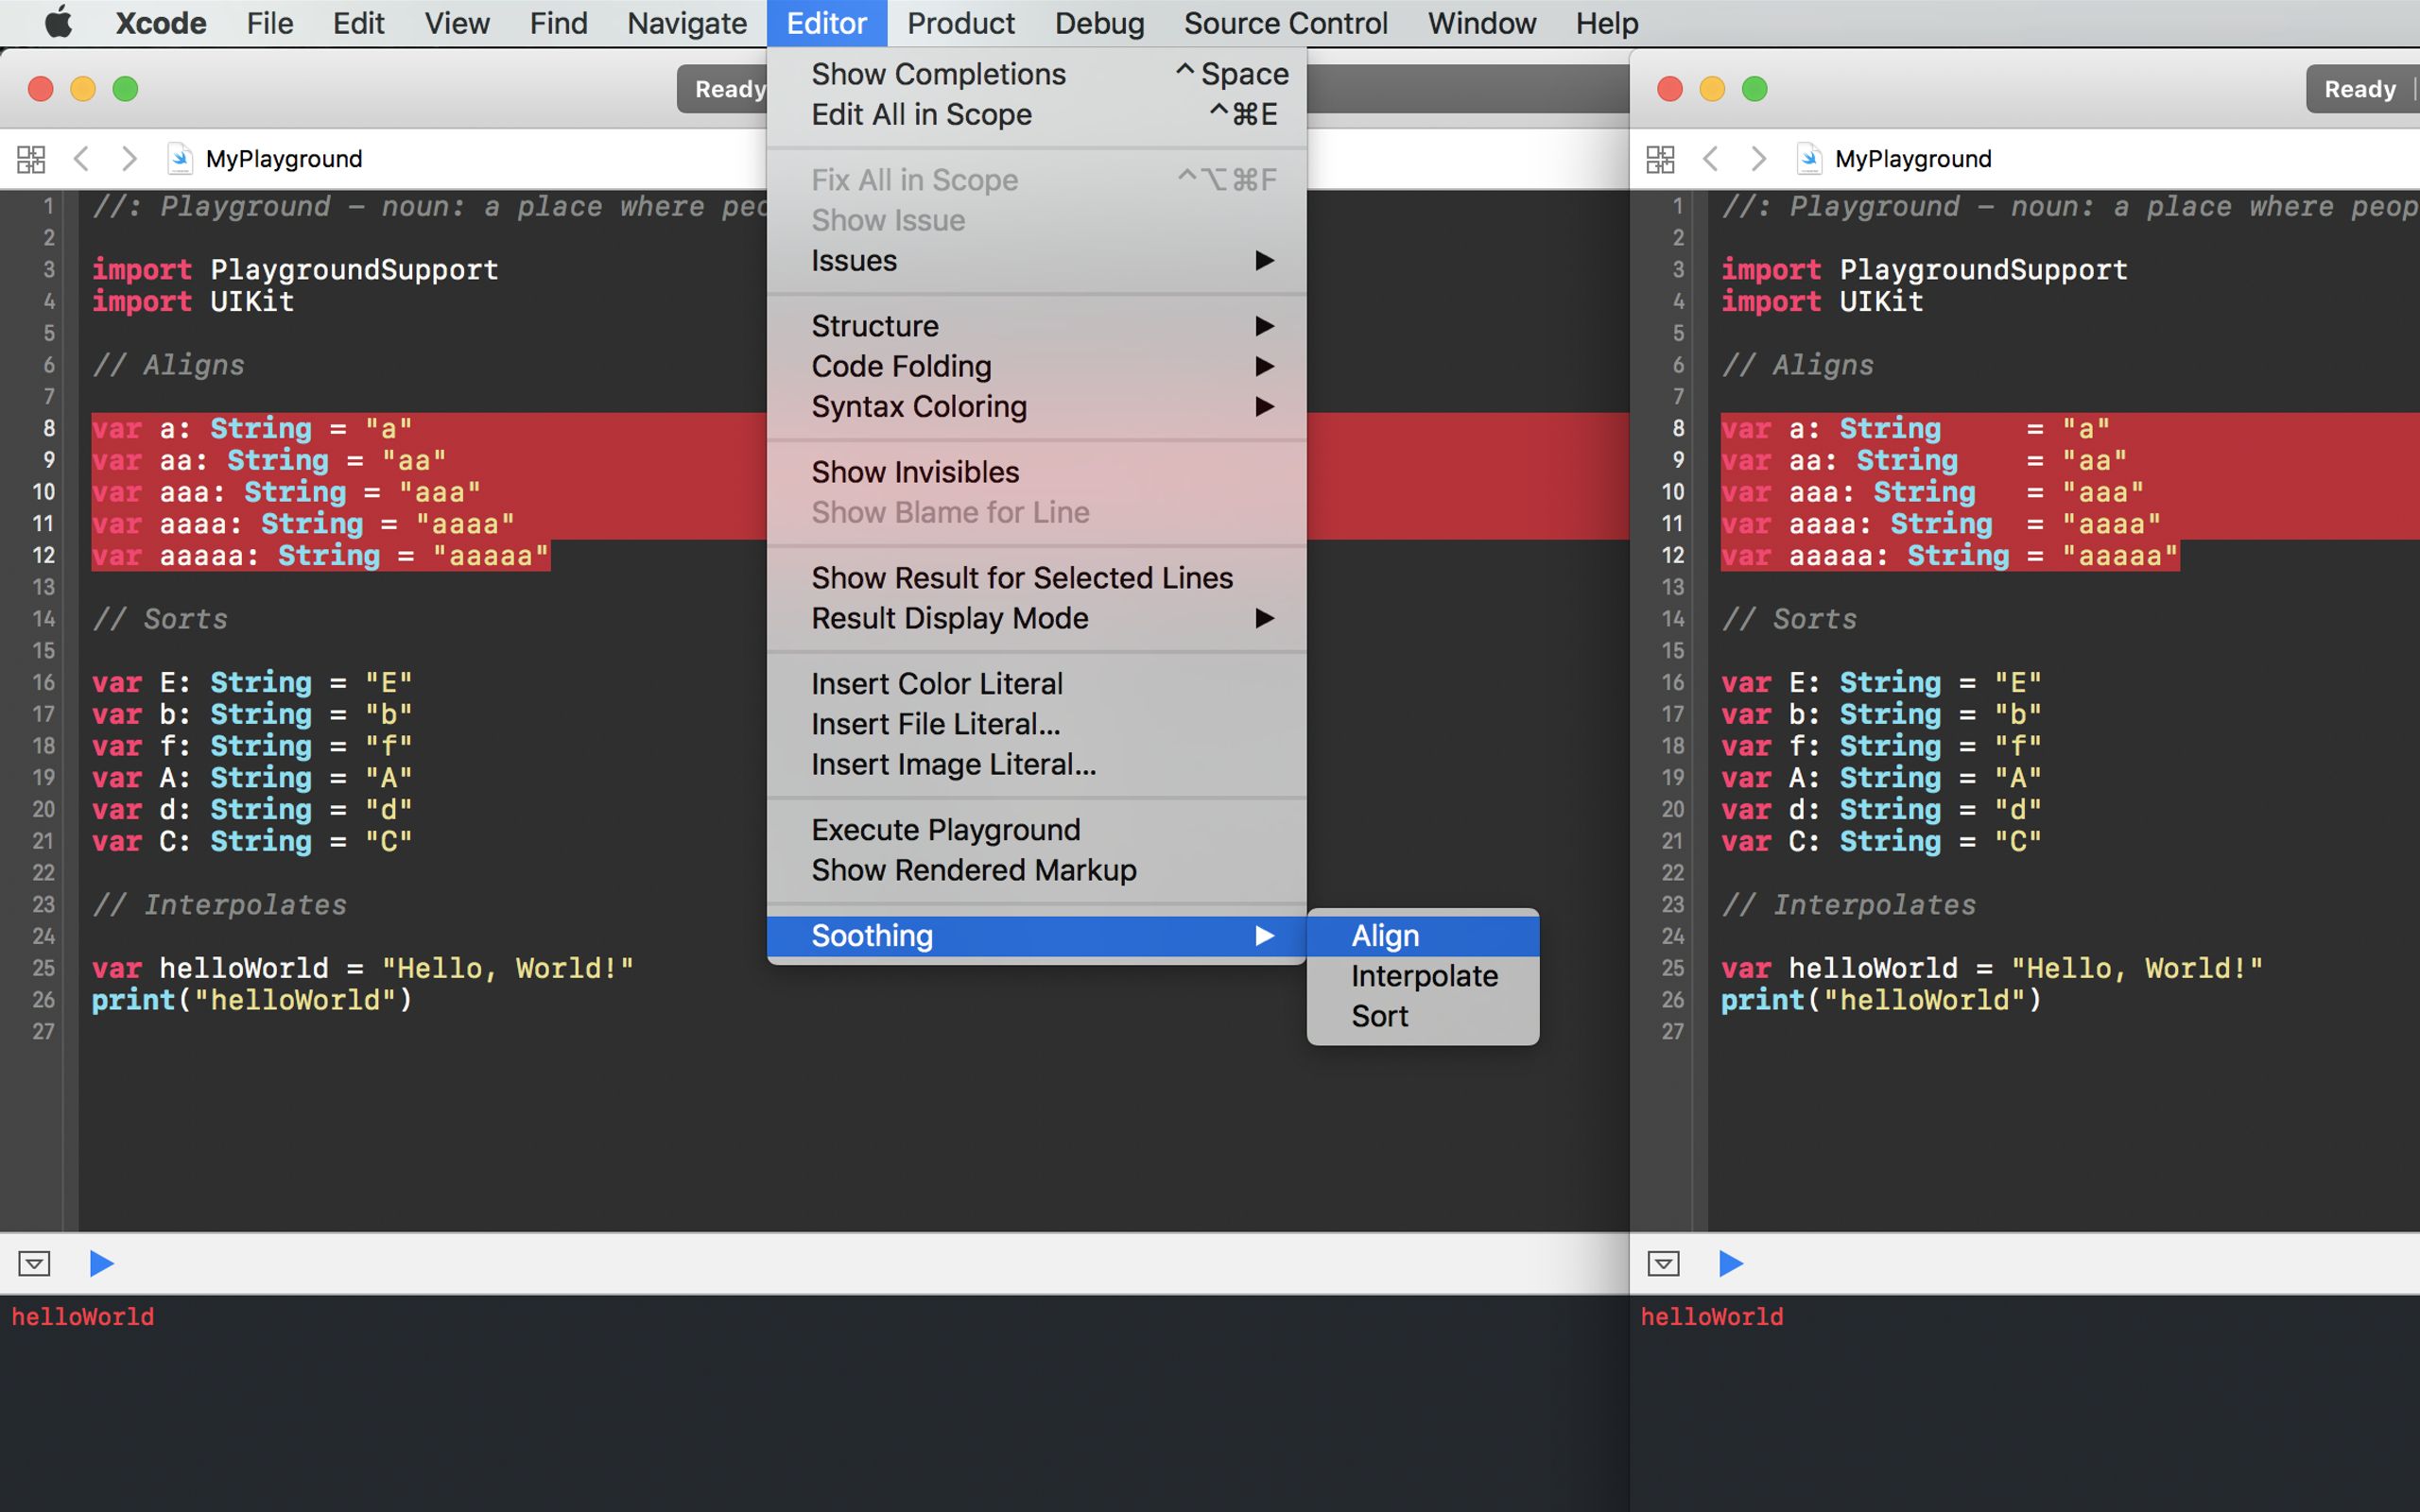 Xcode File Edit View Find Navigate Editor Product Debug Source Control Window Help
Ready
MyPlayground
1 //: Playground – noun: a place where peo
2
3 import PlaygroundSupport
4 import UIKit
5
6 // Aligns
7
8 var a: String = "a"
9 var aa: String = "aa"
10 var aaa: String = "aaa"
11 var aaaa: String = "aaaa"
12 var aaaaa: String = "aaaaa"
13
14 // Sorts
15
16 var E: String = "E"
17 var b: String = "b"
18 var f: String = "f"
19 var A: String = "A"
20 var d: String = "d"
21 var C: String = "C"
22
23 // Interpolates
24
25 var helloWorld = "Hello, World!"
26 print("helloWorld")
27
helloWorld
Show Completions ^ Space
Edit All in Scope ^⌘E
Fix All in Scope ^⌥⌘F
Show Issue
Issues ▶
Structure ▶
Code Folding ▶
Syntax Coloring ▶
Show Invisibles
Show Blame for Line
Show Result for Selected Lines
Result Display Mode ▶
Insert Color Literal
Insert File Literal...
Insert Image Literal...
Execute Playground
Show Rendered Markup
Soothing ▶
Align
Interpolate
Sort
Ready |
MyPlayground
1 //: Playground – noun: a place where peop
2
3 import PlaygroundSupport
4 import UIKit
5
6 // Aligns
7
8 var a: String     = "a"
9 var aa: String    = "aa"
10 var aaa: String   = "aaa"
11 var aaaa: String  = "aaaa"
12 var aaaaa: String = "aaaaa"
13
14 // Sorts
15
16 var E: String = "E"
17 var b: String = "b"
18 var f: String = "f"
19 var A: String = "A"
20 var d: String = "d"
21 var C: String = "C"
22
23 // Interpolates
24
25 var helloWorld = "Hello, World!"
26 print("helloWorld")
27
helloWorld